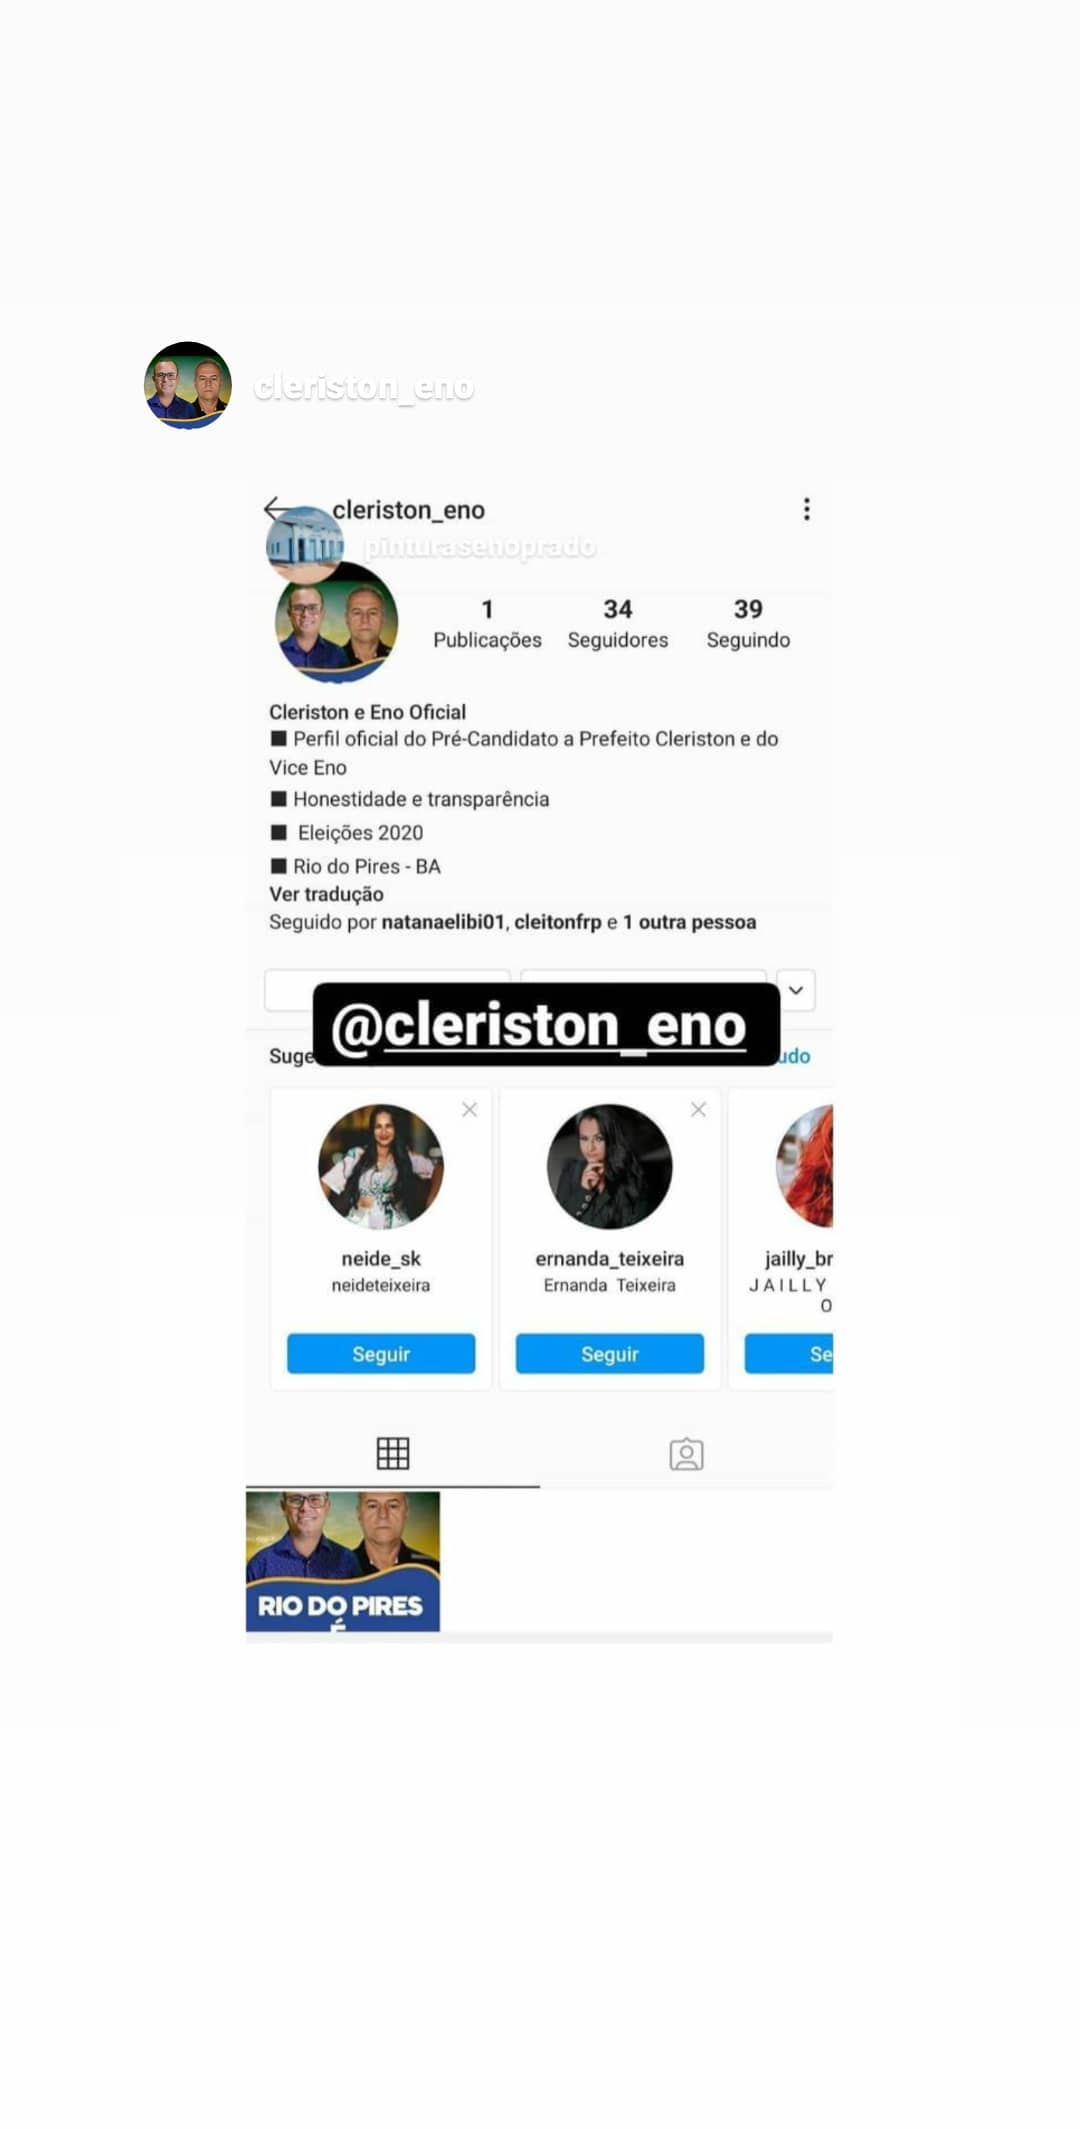 cleriston_eno
cleriston_eno
pinturasenoprado
1 34 39
Publicações Seguidores Seguindo
Cleriston e Eno Oficial
■ Perfil oficial do Pré-Candidato a Prefeito Cleriston e do
Vice Eno
■ Honestidade e transparência
■ Eleições 2020
■ Rio do Pires - BA
Ver tradução
Seguido por natanaelibi01, cleitonfrp e 1 outra pessoa
@cleriston_eno
Suge udo
neide_sk ernanda_teixeira jailly_br
neideteixeira Ernanda Teixeira JAILLY
O
Seguir Seguir Se
RIO DO PIRES
É